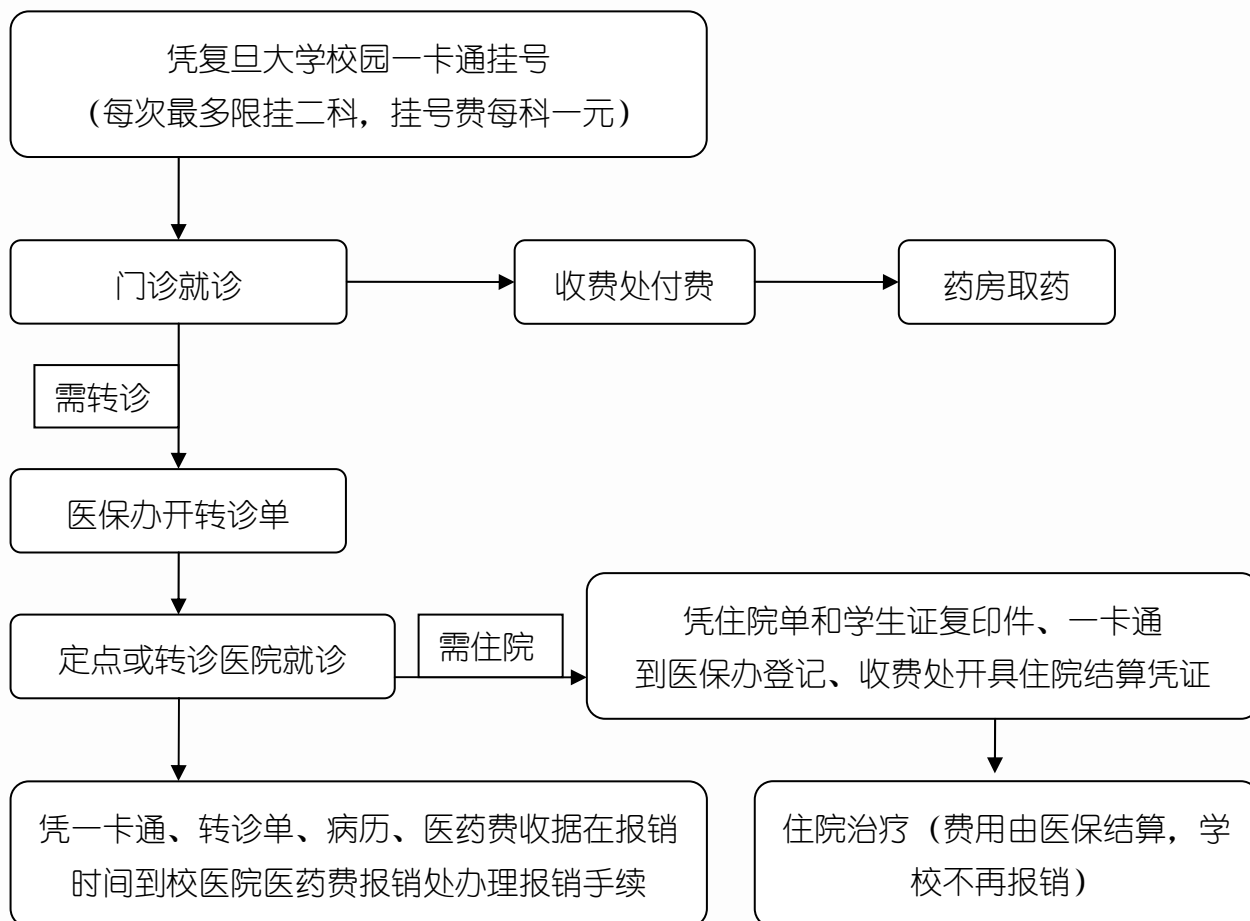 凭复旦大学校园一卡通挂号
（每次最多限挂二科，挂号费每科一元）
门诊就诊
收费处付费
药房取药
需转诊
医保办开转诊单
定点或转诊医院就诊
需住院
凭住院单和学生证复印件、一卡通
到医保办登记、收费处开具住院结算凭证
凭一卡通、转诊单、病历、医药费收据在报销
时间到校医院医药费报销处办理报销手续
住院治疗（费用由医保结算，学
校不再报销）